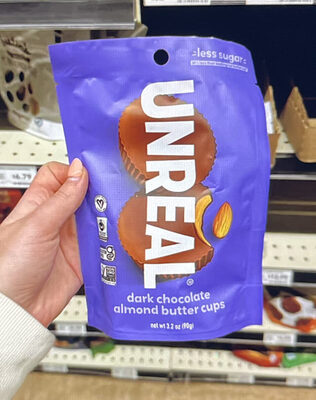 less sugar
UNREAL®
dark chocolate
almond butter cups
net wt 3.2 oz (90g)